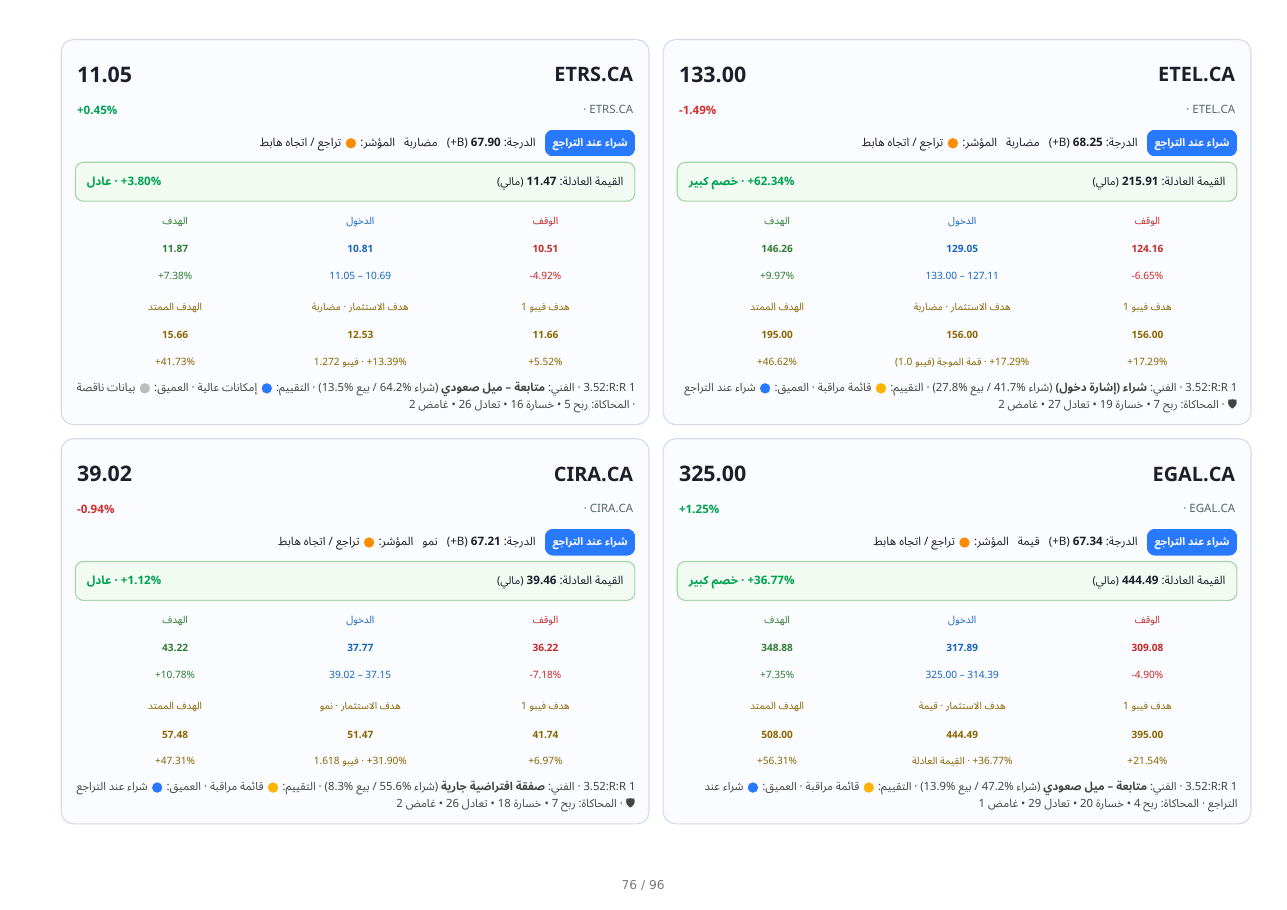 ETEL.CA 133.00
ETEL.CA · -1.49%
شراء عند التراجع الدرجة: 68.25 (B+) مضاربة المؤشر: 🟠 تراجع / اتجاه هابط
القيمة العادلة: 215.91 (مالي) +62.34% · خصم كبير
الوقف الدخول الهدف
124.16 129.05 146.26
-6.65% 133.00 – 127.11 +9.97%
هدف فيبو 1 هدف الاستثمار · مضاربة الهدف الممتد
156.00 156.00 195.00
+17.29% +17.29% · قمة الموجة (فيبو 1.0) +46.62%
1 3.52:R:R · الفني: شراء (إشارة دخول) (شراء 41.7% / بيع 27.8%) · التقييم: 🟡 قائمة مراقبة · العميق: 🔵 شراء عند التراجع
🛡 · المحاكاة: ربح 7 • خسارة 19 • تعادل 27 • غامض 2
ETRS.CA 11.05
ETRS.CA · +0.45%
شراء عند التراجع الدرجة: 67.90 (B+) مضاربة المؤشر: 🟠 تراجع / اتجاه هابط
القيمة العادلة: 11.47 (مالي) +3.80% · عادل
الوقف الدخول الهدف
10.51 10.81 11.87
-4.92% 11.05 – 10.69 +7.38%
هدف فيبو 1 هدف الاستثمار · مضاربة الهدف الممتد
11.66 12.53 15.66
+5.52% +13.39% · فيبو 1.272 +41.73%
1 3.52:R:R · الفني: متابعة – ميل صعودي (شراء 64.2% / بيع 13.5%) · التقييم: 🔵 إمكانات عالية · العميق: ⚪ بيانات ناقصة
· المحاكاة: ربح 5 • خسارة 16 • تعادل 26 • غامض 2
EGAL.CA 325.00
EGAL.CA · +1.25%
شراء عند التراجع الدرجة: 67.34 (B+) قيمة المؤشر: 🟠 تراجع / اتجاه هابط
القيمة العادلة: 444.49 (مالي) +36.77% · خصم كبير
الوقف الدخول الهدف
309.08 317.89 348.88
-4.90% 325.00 – 314.39 +7.35%
هدف فيبو 1 هدف الاستثمار · قيمة الهدف الممتد
395.00 444.49 508.00
+21.54% +36.77% · القيمة العادلة +56.31%
1 3.52:R:R · الفني: متابعة – ميل صعودي (شراء 47.2% / بيع 13.9%) · التقييم: 🟡 قائمة مراقبة · العميق: 🔵 شراء عند
التراجع · المحاكاة: ربح 4 • خسارة 20 • تعادل 29 • غامض 1
CIRA.CA 39.02
CIRA.CA · -0.94%
شراء عند التراجع الدرجة: 67.21 (B+) نمو المؤشر: 🟠 تراجع / اتجاه هابط
القيمة العادلة: 39.46 (مالي) +1.12% · عادل
الوقف الدخول الهدف
36.22 37.77 43.22
-7.18% 39.02 – 37.15 +10.78%
هدف فيبو 1 هدف الاستثمار · نمو الهدف الممتد
41.74 51.47 57.48
+6.97% +31.90% · فيبو 1.618 +47.31%
1 3.52:R:R · الفني: صفقة افتراضية جارية (شراء 55.6% / بيع 8.3%) · التقييم: 🟡 قائمة مراقبة · العميق: 🔵 شراء عند التراجع
🛡 · المحاكاة: ربح 7 • خسارة 18 • تعادل 26 • غامض 2
76 / 96